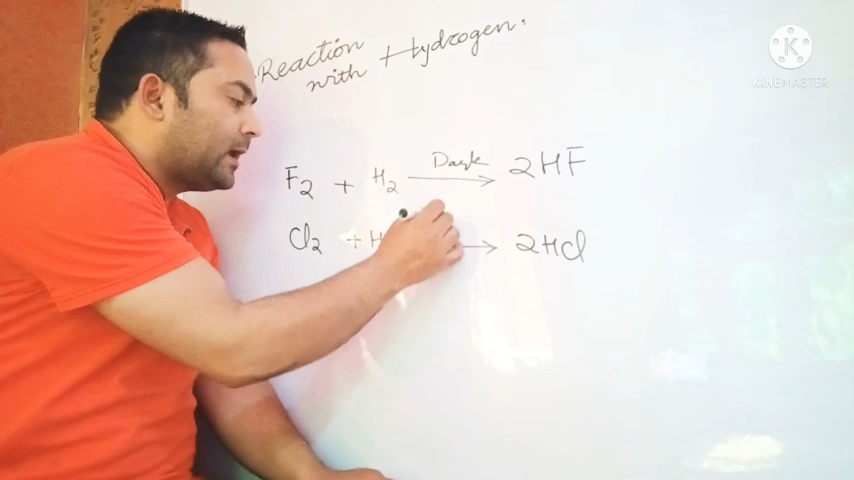 Reaction
with Hydrogen:
F2 + H2 Dark → 2HF
Cl2 + H → 2HCl
K
KINEMASTER